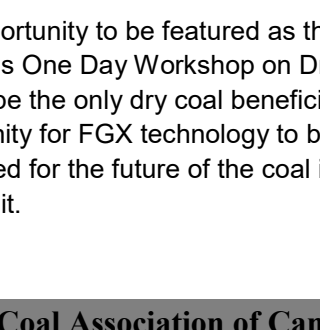 ortunity to be featured as th
s One Day Workshop on D
be the only dry coal benefici
nity for FGX technology to b
ed for the future of the coal i
it.
Coal Association of Can